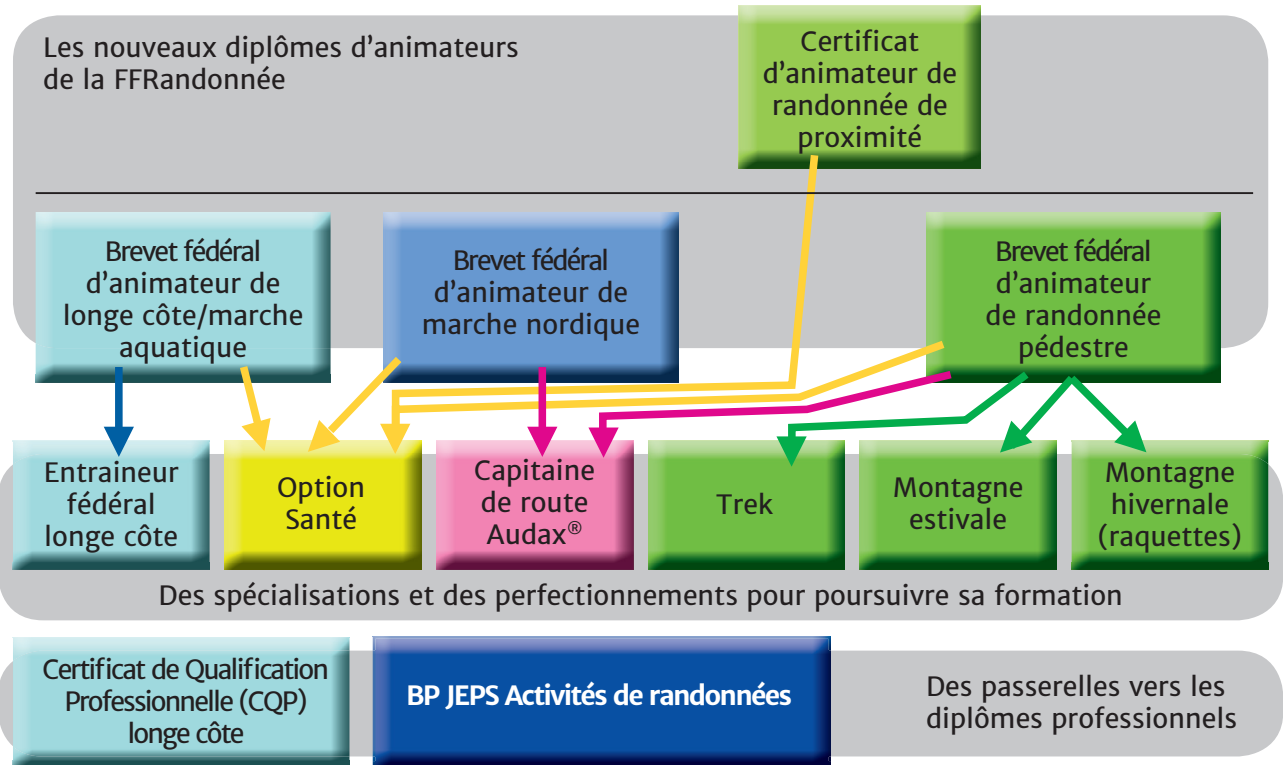 Les nouveaux diplômes d’animateurs
de la FFRandonnée
Certificat
d’animateur de
randonnée de
proximité
Brevet fédéral
d’animateur de
longe côte/marche
aquatique
Brevet fédéral
d’animateur de
marche nordique
Brevet fédéral
d’animateur
de randonnée
pédestre
Entraineur
fédéral
longe côte
Option
Santé
Capitaine
de route
Audax®
Trek
Montagne
estivale
Montagne
hivernale
(raquettes)
Des spécialisations et des perfectionnements pour poursuivre sa formation
Certificat de Qualification
Professionnelle (CQP)
longe côte
BP JEPS Activités de randonnées
Des passerelles vers les
diplômes professionnels